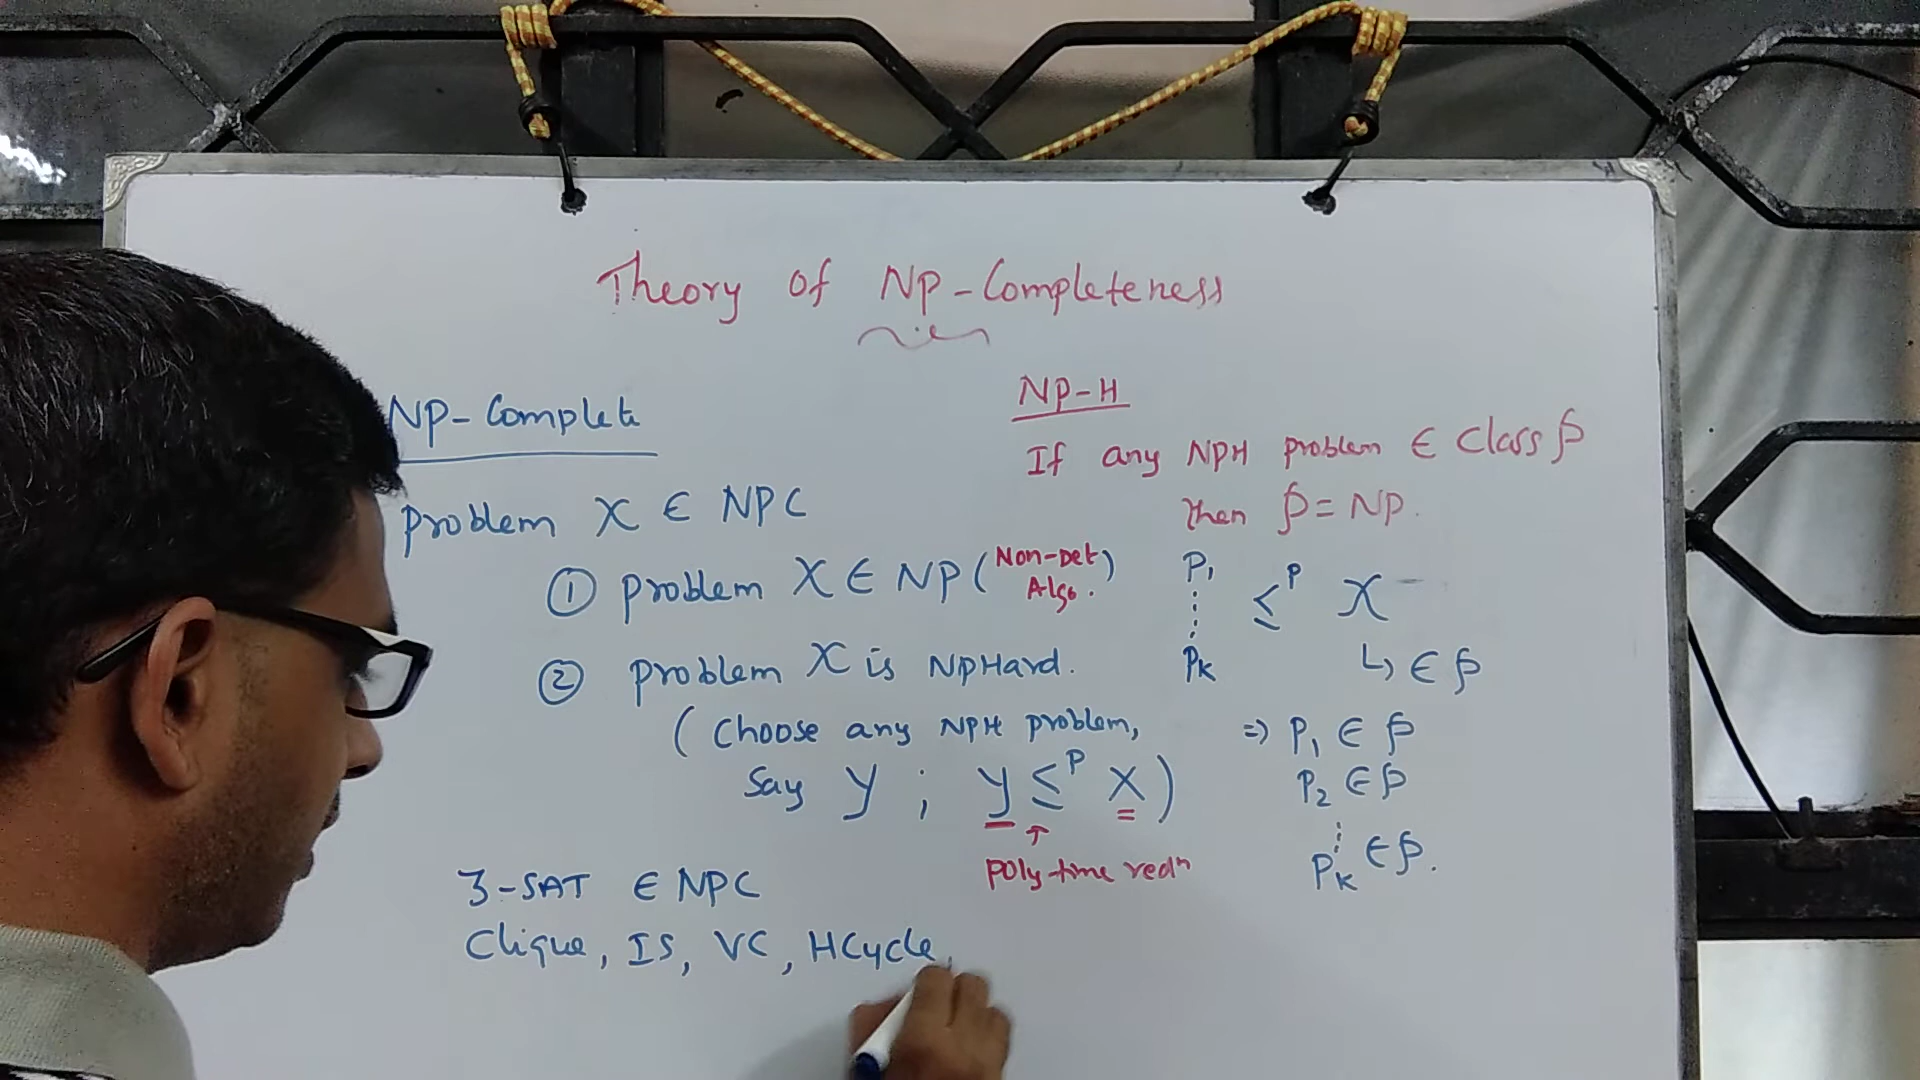 Theory of NP-Completeness
NP-Complete
Problem X ∈ NPC
① Problem X ∈ NP (Non-Det Algo.)
② Problem X is NPHard.
( Choose any NPH problem,
Say Y ; Y ≤ᴾ X )
↑
Poly-time redⁿ
3-SAT ∈ NPC
Clique, IS, VC, HCycle,
NP-H
If any NPH problem ∈ Class P
then P = NP.
P₁
⋮ ≤ᴾ X
Pₖ ↳ ∈ P
⇒ P₁ ∈ P
P₂ ∈ P
⋮
Pₖ ∈ P.